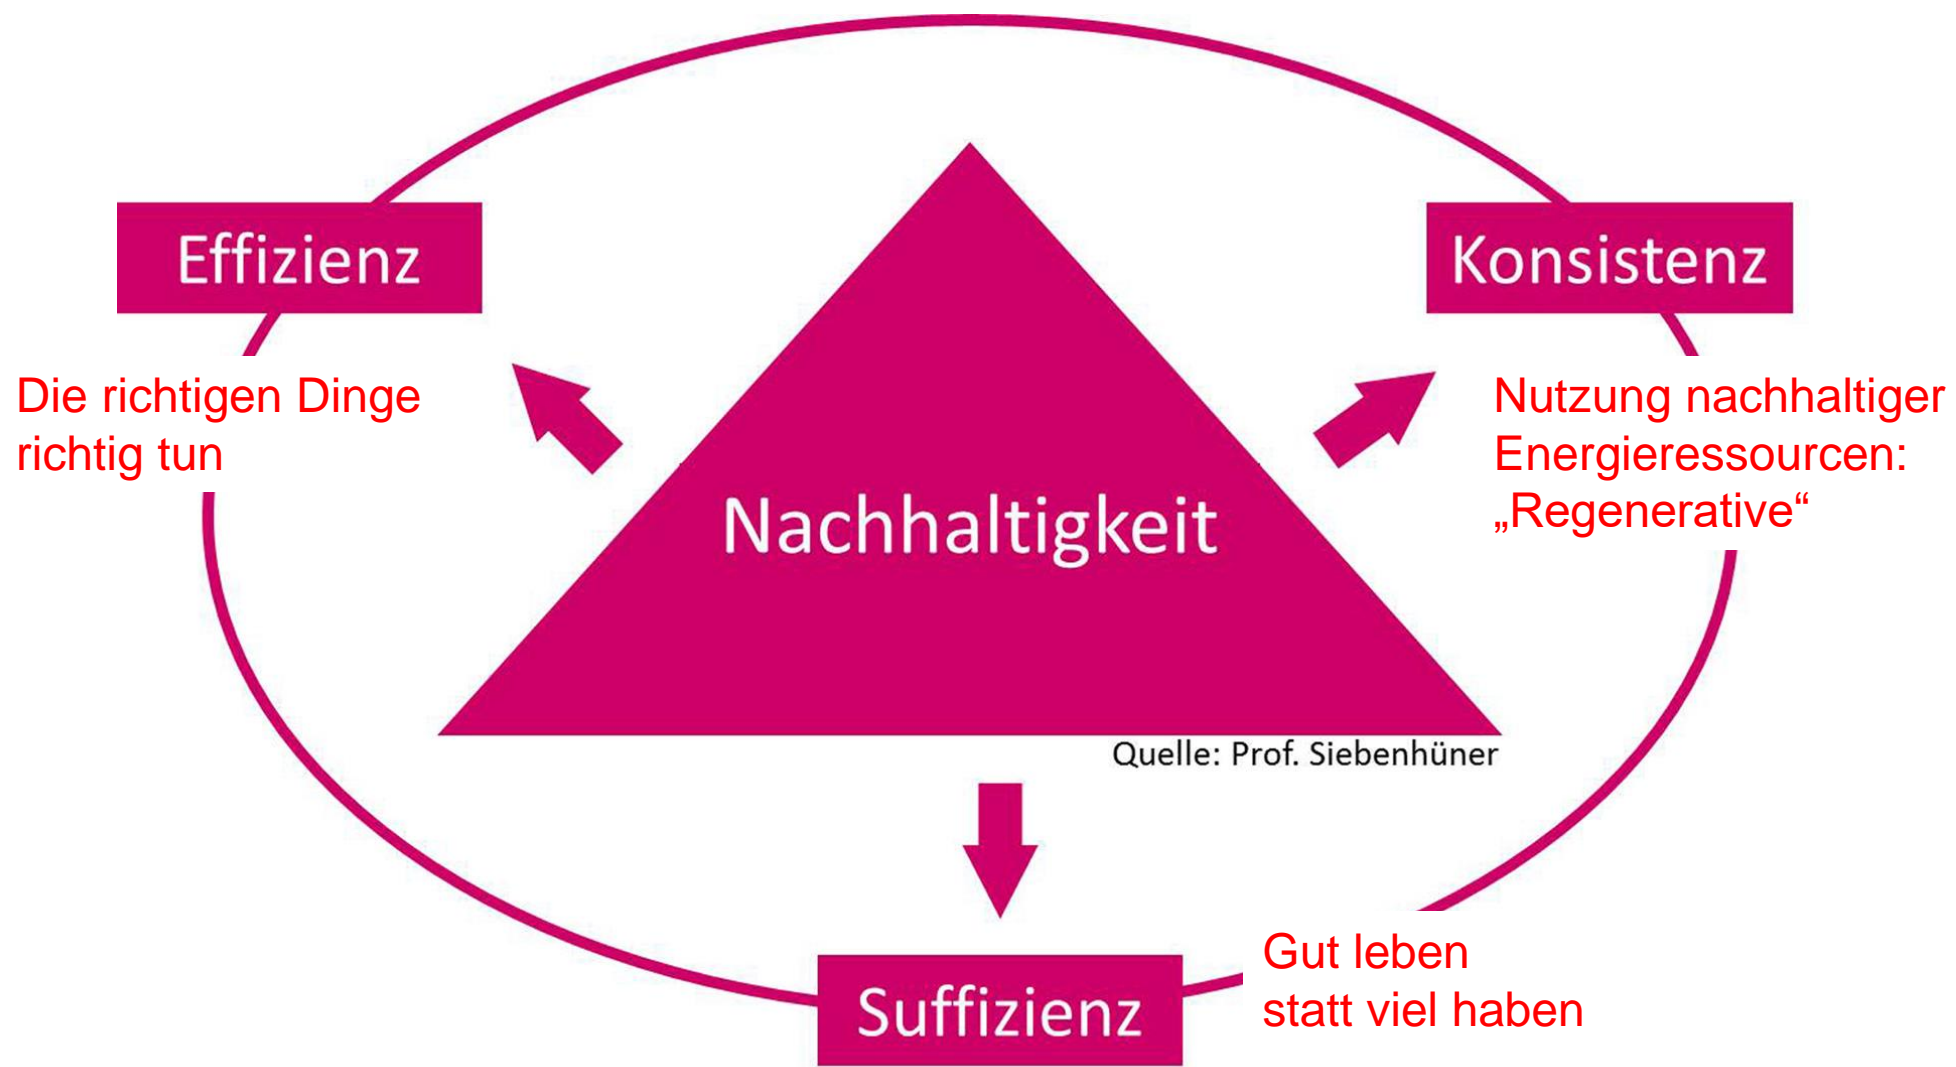 Effizienz
Die richtigen Dinge
richtig tun
Konsistenz
Nutzung nachhaltiger
Energieressourcen:
„Regenerative“
Nachhaltigkeit
Quelle: Prof. Siebenhüner
Suffizienz
Gut leben
statt viel haben